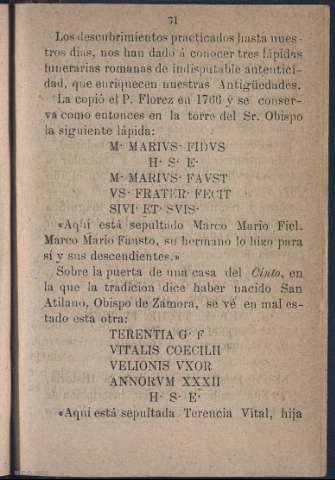 71
Los descubrimientos practicados hasta nues-
tros dias, nos han dado á conocer tres lápidas
funerarias romanas de indisputable autentici-
dad, que enriquecen nuestras Antigüedades.
La copió el P. Florez en 1766 y se conser-
va como entonces en la torre del Sr. Obispo
la siguiente lápida:
M· MARIVS· FIDVS
H· S· E·
M· MARIVS· FAVST
VS· FRATER· FECIT
SIVI· ET· SVIS·
«Aquí está sepultado Marco Mario Fiel.
Marco Mario Fausto, su hermano lo hizo para
sí y sus descendientes.»
Sobre la puerta de una casa del Cinto, en
la que la tradicion dice haber nacido San
Atilano, Obispo de Zamora, se vé en mal es-
tado esta otra:
TERENTIA G· F
VITALIS COECILII
VELIONIS VXOR
ANNORVM XXXII
H· S· E·
«Aquí está sepultada Terencia Vital, hija